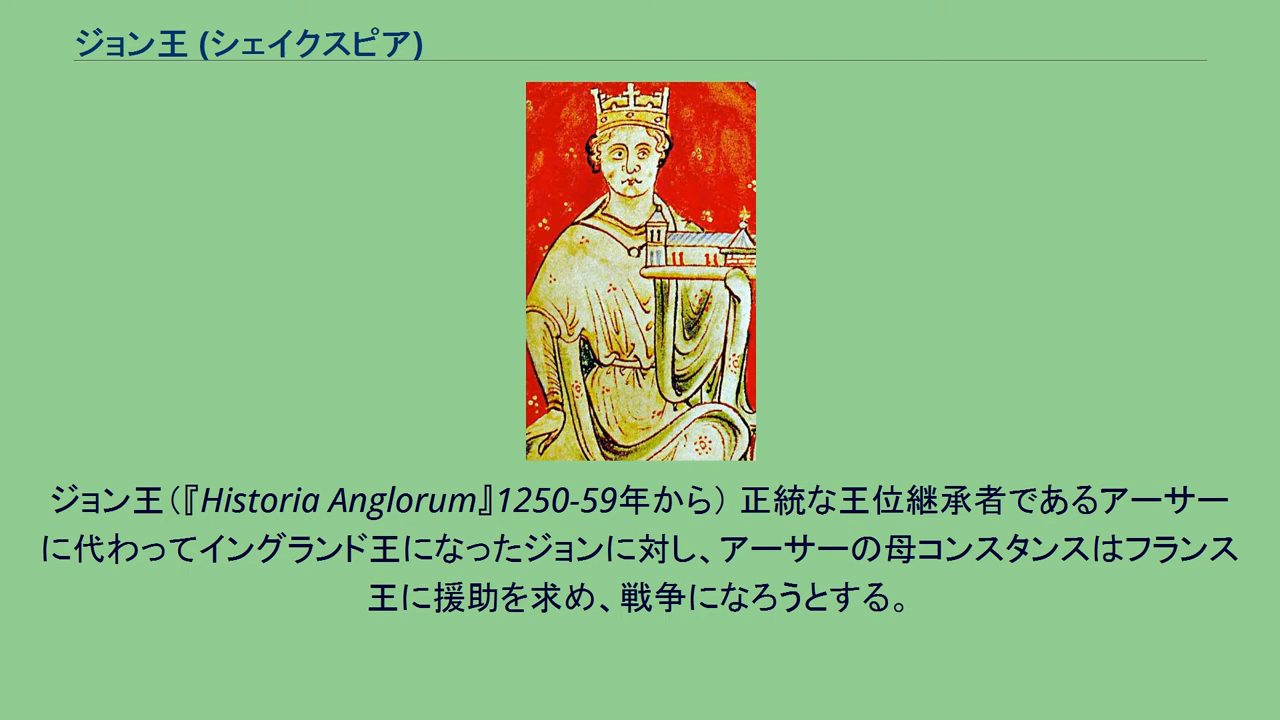 ジョン王 (シェイクスピア)
ジョン王（『Historia Anglorum』1250-59年から） 正統な王位継承者であるアーサー
に代わってイングランド王になったジョンに対し、アーサーの母コンスタンスはフランス
王に援助を求め、戦争になろうとする。